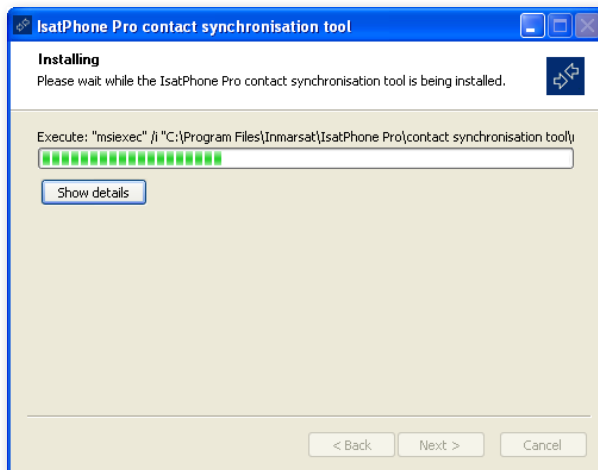 IsatPhone Pro contact synchronisation tool
Installing
Please wait while the IsatPhone Pro contact synchronisation tool is being installed.
Execute: "msiexec" /i "C:\Program Files\Inmarsat\IsatPhone Pro\contact synchronisation tool\
Show details
< Back
Next >
Cancel